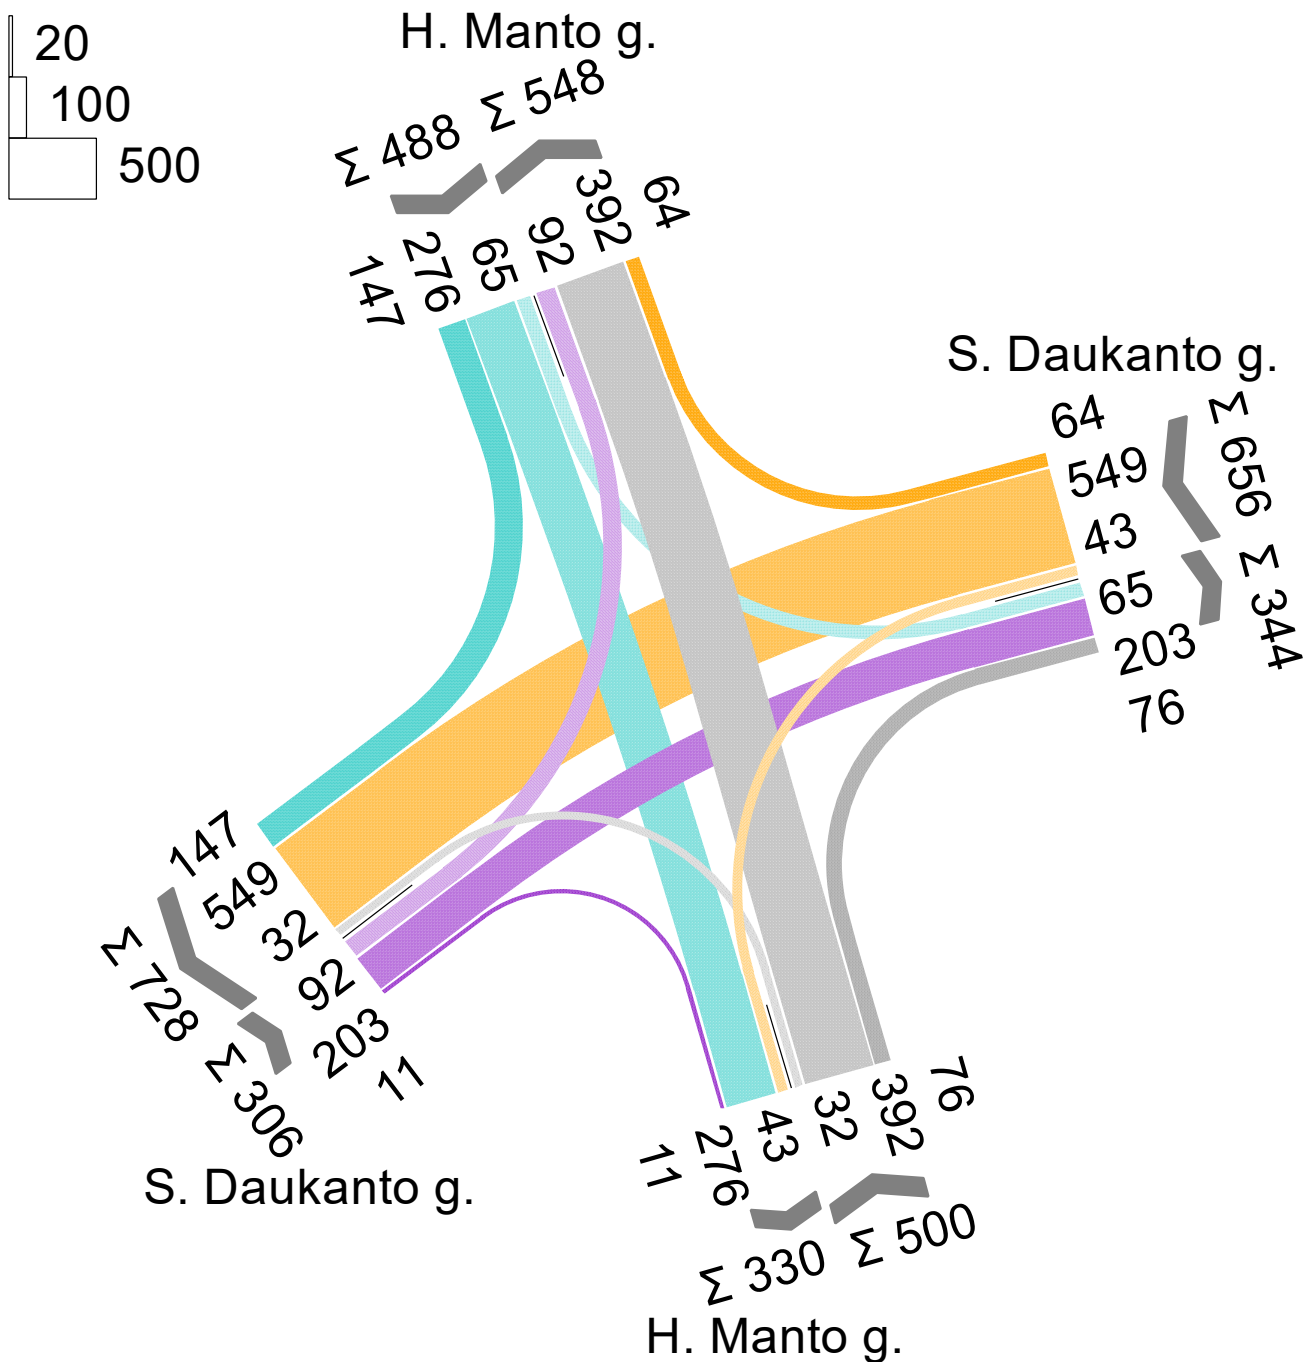 20
100
500
H. Manto g.
Σ 488
Σ 548
147
276
65
92
392
64
S. Daukanto g.
64
549
43
65
203
76
Σ 656
Σ 344
147
549
32
92
203
11
Σ 728
Σ 306
S. Daukanto g.
11
276
43
32
392
76
Σ 330
Σ 500
H. Manto g.